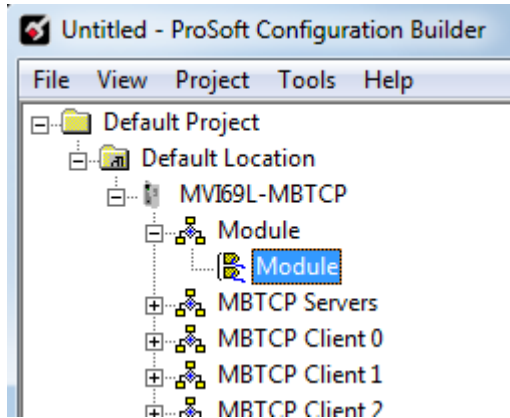 Untitled - ProSoft Configuration Builder
File View Project Tools Help
Default Project
Default Location
MVI69L-MBTCP
Module
Module
MBTCP Servers
MBTCP Client 0
MBTCP Client 1
MBTCP Client 2